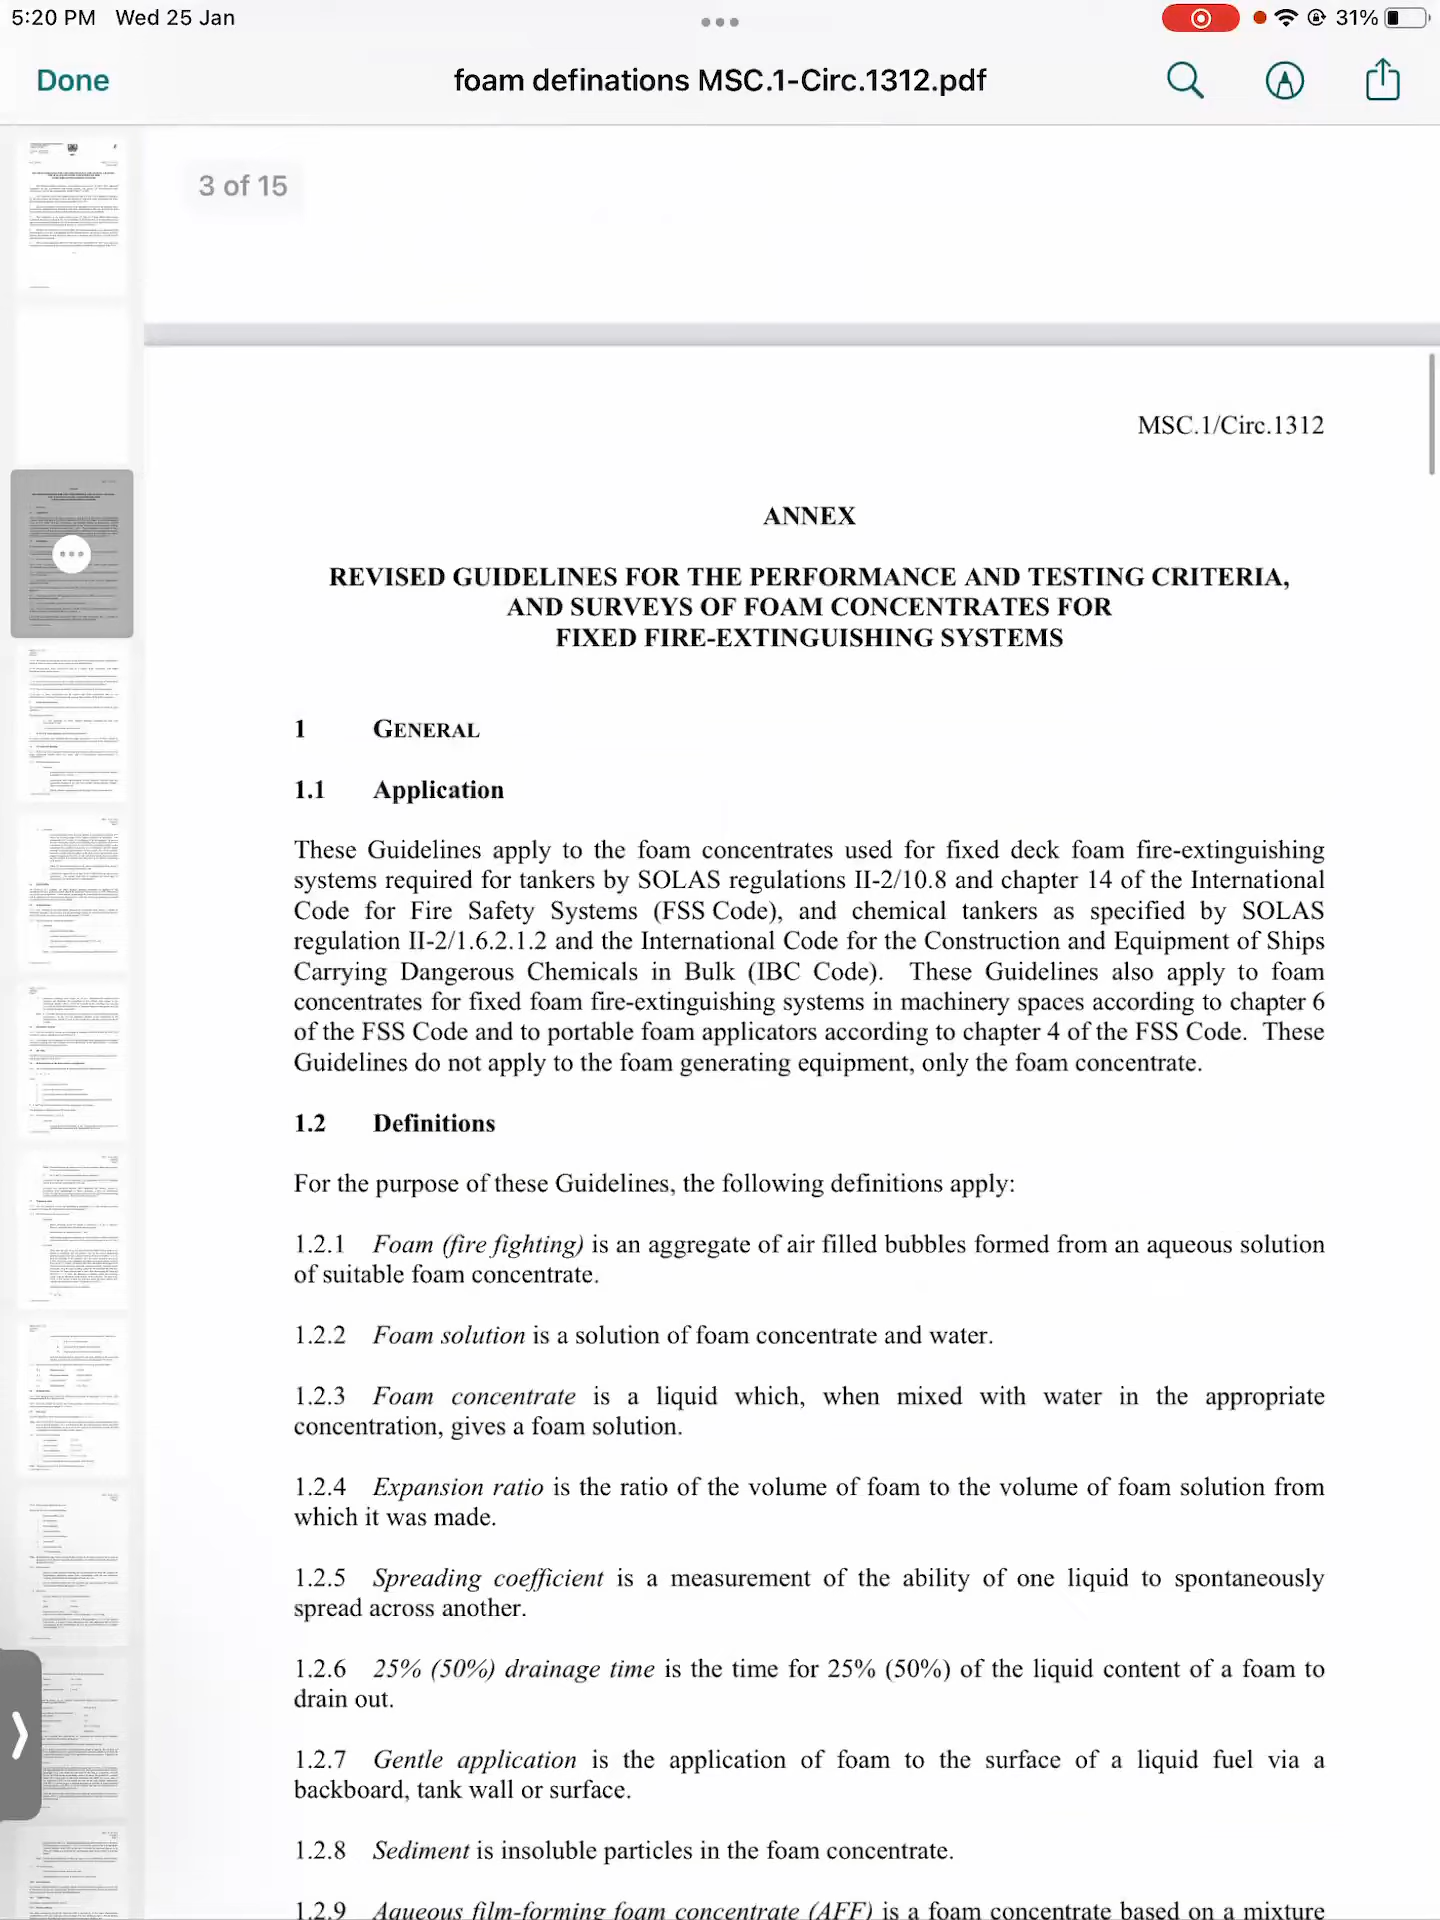 5:20 PM Wed 25 Jan
31%
Done
foam definations MSC.1-Circ.1312.pdf
3 of 15
MSC.1/Circ.1312
ANNEX
REVISED GUIDELINES FOR THE PERFORMANCE AND TESTING CRITERIA,
AND SURVEYS OF FOAM CONCENTRATES FOR
FIXED FIRE-EXTINGUISHING SYSTEMS
1 GENERAL
1.1 Application
These Guidelines apply to the foam concentrates used for fixed deck foam fire-extinguishing
systems required for tankers by SOLAS regulations II-2/10.8 and chapter 14 of the International
Code for Fire Safety Systems (FSS Code), and chemical tankers as specified by SOLAS
regulation II-2/1.6.2.1.2 and the International Code for the Construction and Equipment of Ships
Carrying Dangerous Chemicals in Bulk (IBC Code). These Guidelines also apply to foam
concentrates for fixed foam fire-extinguishing systems in machinery spaces according to chapter 6
of the FSS Code and to portable foam applicators according to chapter 4 of the FSS Code. These
Guidelines do not apply to the foam generating equipment, only the foam concentrate.
1.2 Definitions
For the purpose of these Guidelines, the following definitions apply:
1.2.1 Foam (fire fighting) is an aggregate of air filled bubbles formed from an aqueous solution
of suitable foam concentrate.
1.2.2 Foam solution is a solution of foam concentrate and water.
1.2.3 Foam concentrate is a liquid which, when mixed with water in the appropriate
concentration, gives a foam solution.
1.2.4 Expansion ratio is the ratio of the volume of foam to the volume of foam solution from
which it was made.
1.2.5 Spreading coefficient is a measurement of the ability of one liquid to spontaneously
spread across another.
1.2.6 25% (50%) drainage time is the time for 25% (50%) of the liquid content of a foam to
drain out.
1.2.7 Gentle application is the application of foam to the surface of a liquid fuel via a
backboard, tank wall or surface.
1.2.8 Sediment is insoluble particles in the foam concentrate.
1.2.9 Aqueous film-forming foam concentrate (AFF) is a foam concentrate based on a mixture